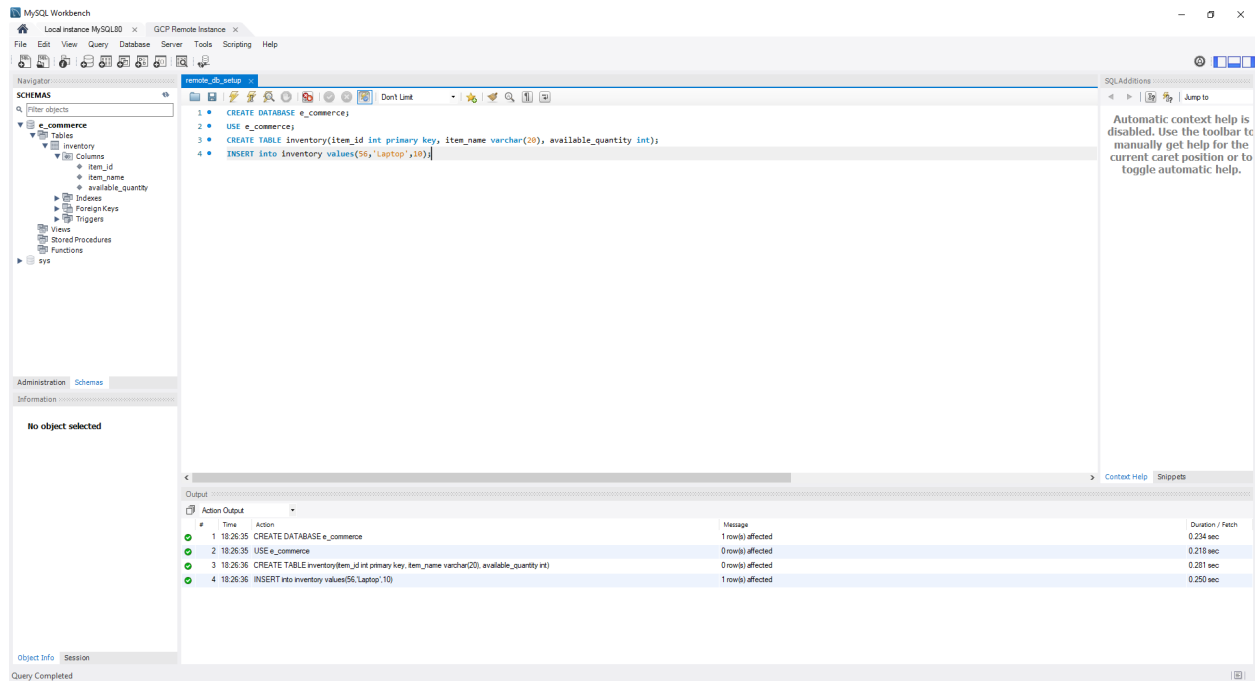 MySQL Workbench
Local instance MySQL80 × GCP Remote Instance ×
File Edit View Query Database Server Tools Scripting Help
Navigator
SCHEMAS
Filter objects
e_commerce
Tables
inventory
Columns
item_id
item_name
available_quantity
Indexes
Foreign Keys
Triggers
Views
Stored Procedures
Functions
sys
Administration Schemas
Information
No object selected
Object Info Session
remote_db_setup ×
Don't Limit
1 CREATE DATABASE e_commerce;
2 USE e_commerce;
3 CREATE TABLE inventory(item_id int primary key, item_name varchar(20), available_quantity int);
4 INSERT into inventory values(56,'Laptop',10);
SQLAdditions
Jump to
Automatic context help is
disabled. Use the toolbar to
manually get help for the
current caret position or to
toggle automatic help.
Context Help Snippets
Output
Action Output
# Time Action Message Duration / Fetch
1 18:26:35 CREATE DATABASE e_commerce 1 row(s) affected 0.234 sec
2 18:26:35 USE e_commerce 0 row(s) affected 0.218 sec
3 18:26:36 CREATE TABLE inventory(item_id int primary key, item_name varchar(20), available_quantity int) 0 row(s) affected 0.281 sec
4 18:26:36 INSERT into inventory values(56,'Laptop',10) 1 row(s) affected 0.250 sec
Query Completed